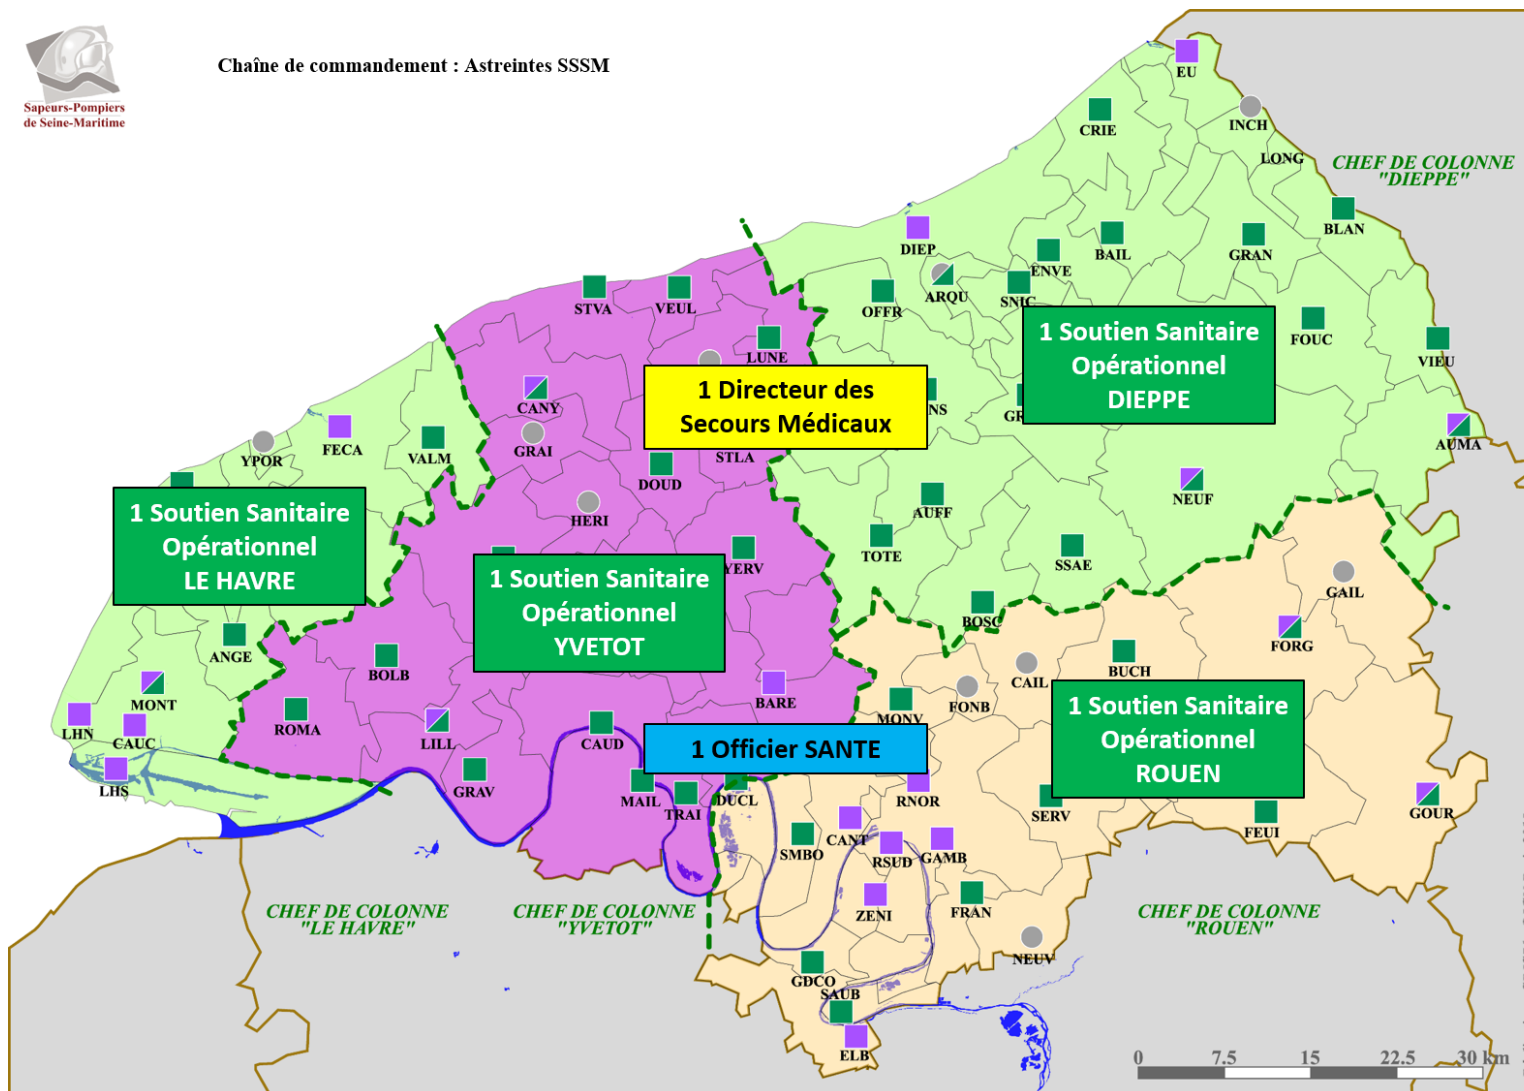 Chaîne de commandement : Astreintes SSSM
Sapeurs-Pompiers
de Seine-Maritime
EU
INCH
CRIE
LONG
CHEF DE COLONNE
"DIEPPE"
BLAN
DIEP
BAIL
GRAN
ENVE
ARQU
SNIC
OFFR
STVA
VEUL
LUNE
FOUC
VIEU
1 Soutien Sanitaire
Opérationnel
DIEPPE
1 Directeur des
Secours Médicaux
CANY
GRAI
FECA
YPOR
VALM
STLA
DOUD
AUMA
NEUF
AUFF
HERI
TOTE
SSAE
YERV
1 Soutien Sanitaire
Opérationnel
LE HAVRE
1 Soutien Sanitaire
Opérationnel
YVETOT
GAIL
BOSC
FORG
ANGE
BOLB
BUCH
CAIL
FONB
MONT
BARE
MONV
LHN
CAUC
ROMA
LILL
CAUD
1 Soutien Sanitaire
Opérationnel
ROUEN
1 Officier SANTE
LHS
GRAV
MAIL
TRAI
DUCL
RNOR
SERV
FEUI
GOUR
SMBO
CANT
RSUD
GAMB
ZENI
FRAN
CHEF DE COLONNE
"LE HAVRE"
CHEF DE COLONNE
"YVETOT"
CHEF DE COLONNE
"ROUEN"
NEUV
GDCO
SAUB
ELB
0 7.5 15 22.5 30 km